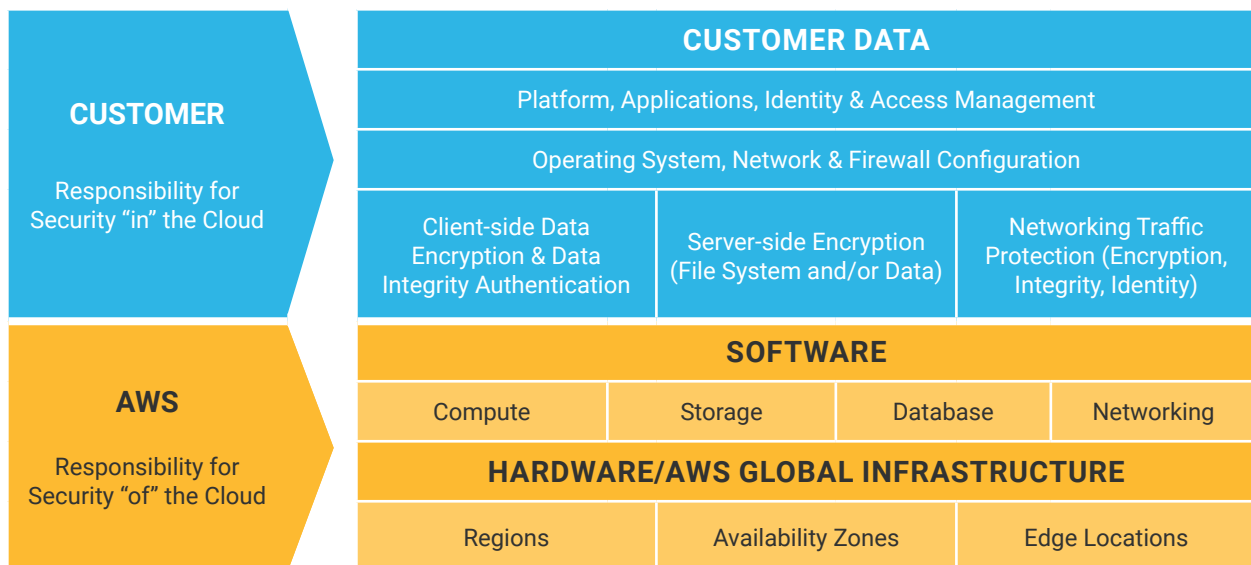 CUSTOMER
Responsibility for
Security “in” the Cloud
CUSTOMER DATA
Platform, Applications, Identity & Access Management
Operating System, Network & Firewall Configuration
Client-side Data
Encryption & Data
Integrity Authentication
Server-side Encryption
(File System and/or Data)
Networking Traffic
Protection (Encryption,
Integrity, Identity)
AWS
Responsibility for
Security “of” the Cloud
SOFTWARE
Compute
Storage
Database
Networking
HARDWARE/AWS GLOBAL INFRASTRUCTURE
Regions
Availability Zones
Edge Locations